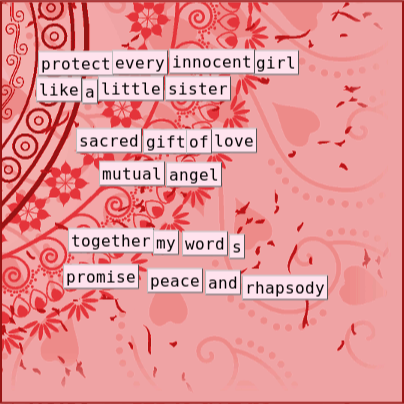 protect every innocent girl
like a little sister
sacred gift of love
mutual angel
together my word s
promise peace and rhapsody